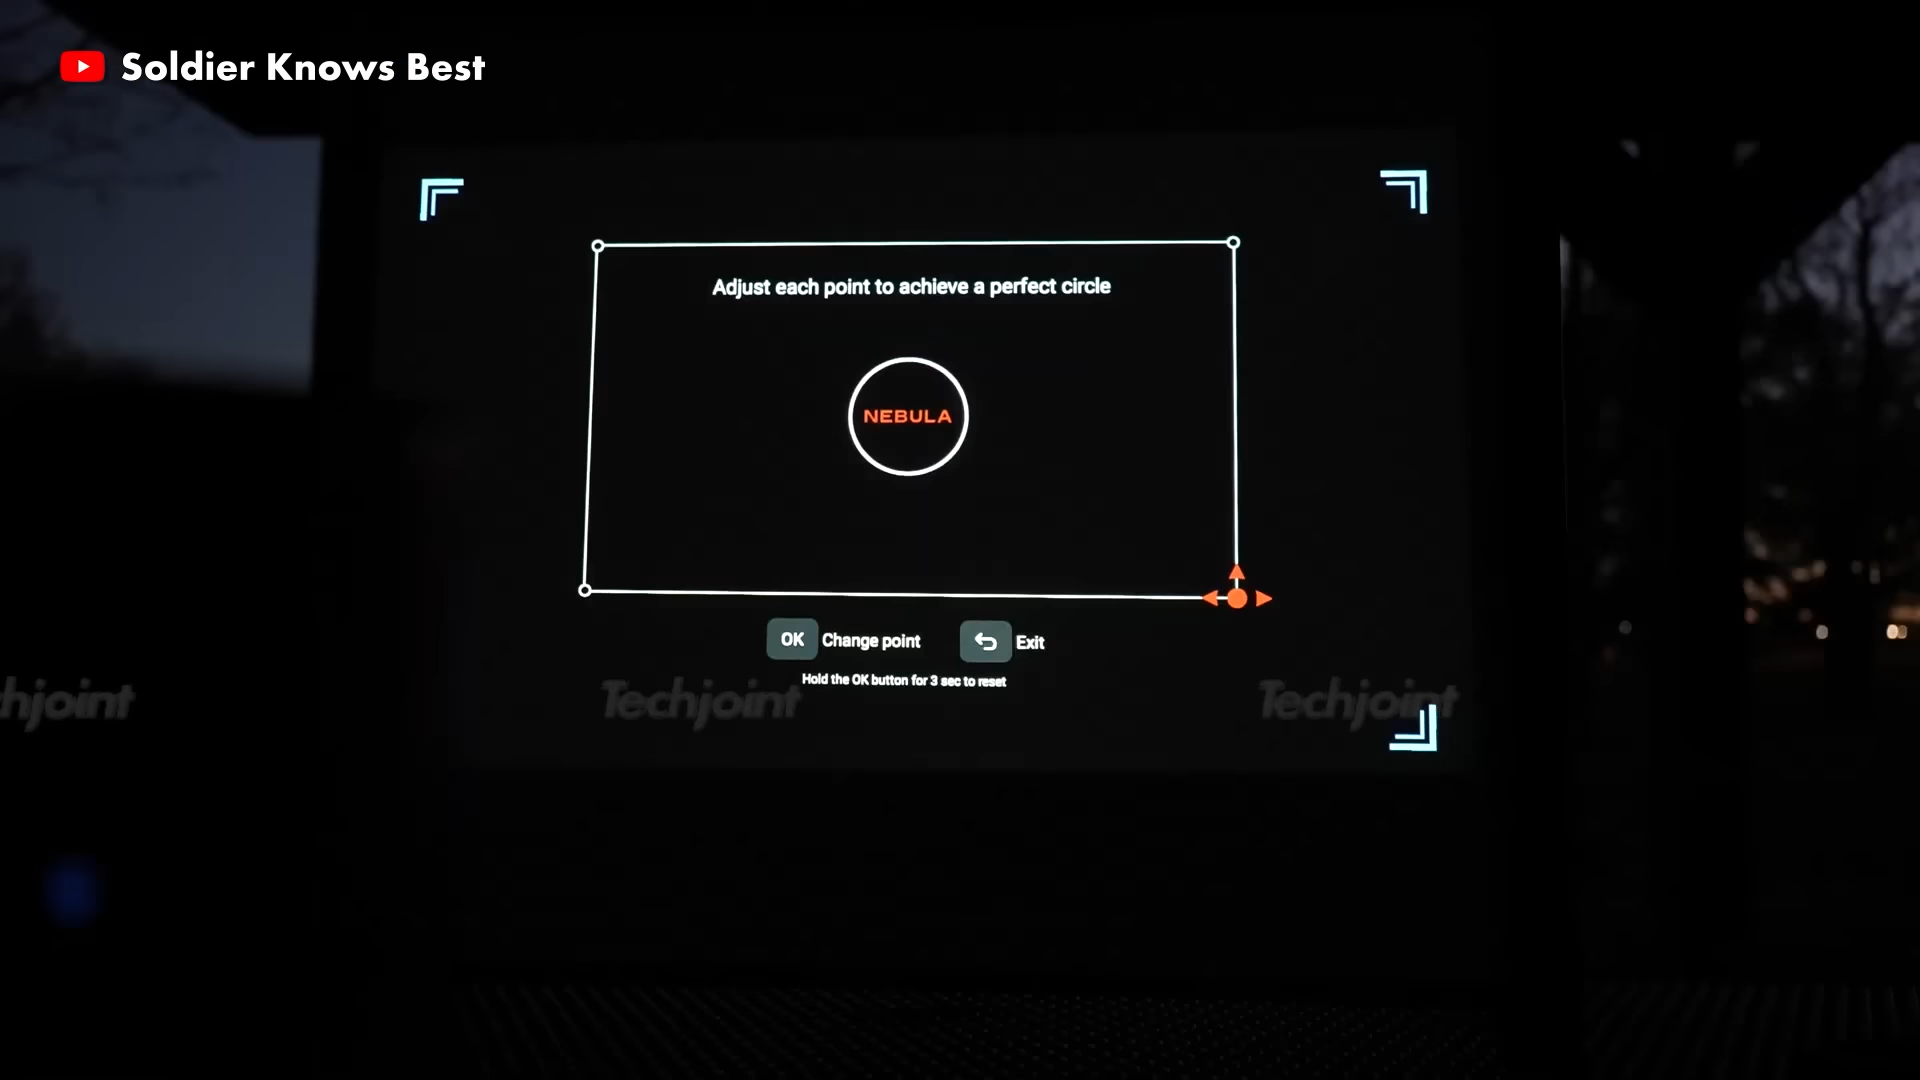 Soldier Knows Best
Adjust each point to achieve a perfect circle
NEBULA
OK Change point Exit
Hold the OK button for 3 sec to reset
hjoint Techjoint Techjoint